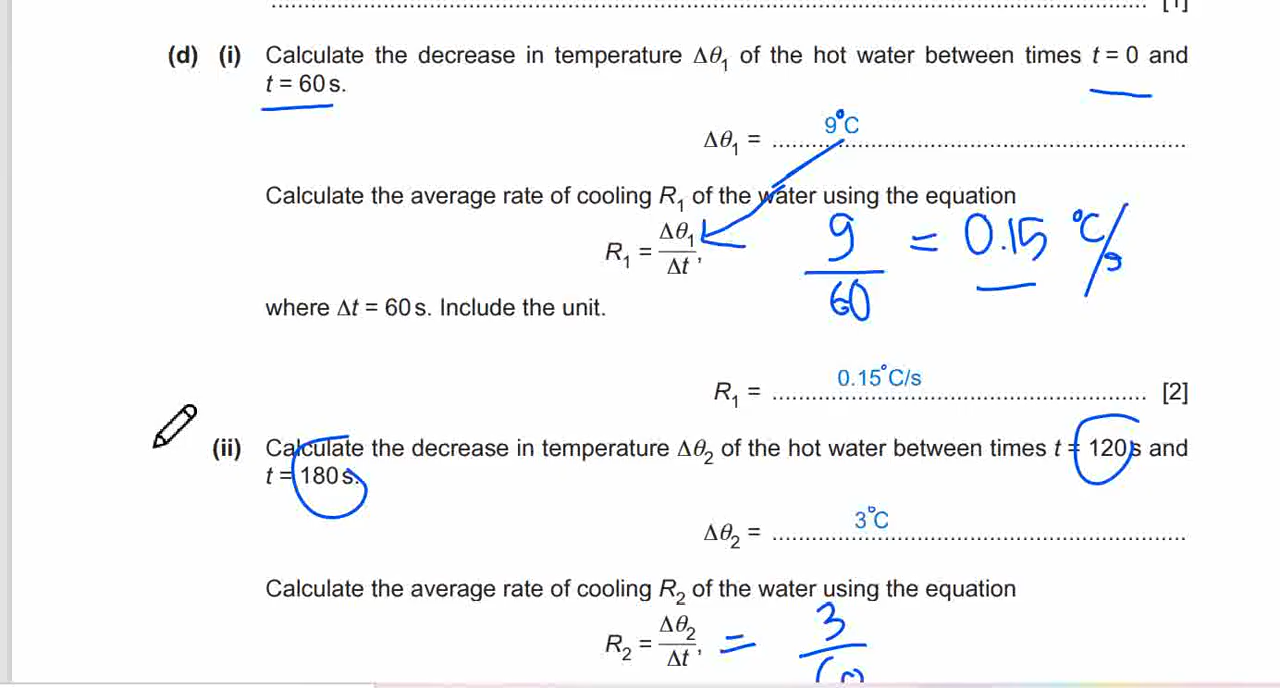 [1]
(d) (i) Calculate the decrease in temperature Δθ₁ of the hot water between times t = 0 and
t = 60 s.
9°C
Δθ₁ = ........................................................
Calculate the average rate of cooling R₁ of the water using the equation
R₁ = Δθ₁/Δt, 9/60 = 0.15 °C/s
where Δt = 60 s. Include the unit.
0.15°C/s
R₁ = ........................................................ [2]
(ii) Calculate the decrease in temperature Δθ₂ of the hot water between times t = 120 s and
t = 180 s.
3°C
Δθ₂ = ........................................................
Calculate the average rate of cooling R₂ of the water using the equation
R₂ = Δθ₂/Δt, = 3/60